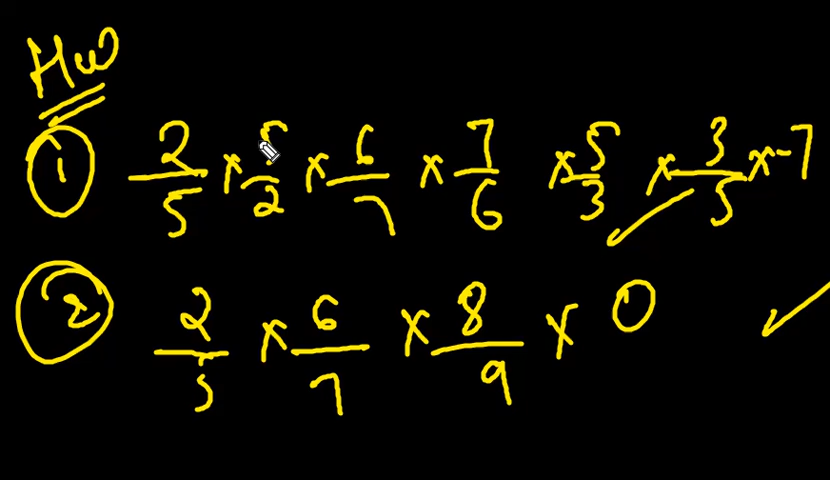 Hw
① 2/5 × 5/2 × 6/7 × 7/6 × 5/3 × 3/5 × -7
② 2/5 × 6/7 × 8/9 × 0